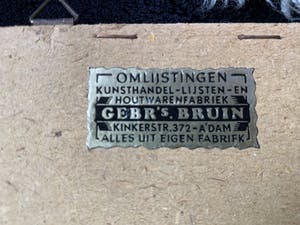 OMLIJSTINGEN
KUNSTHANDEL-LIJSTEN-EN
HOUTWARENFABRIEK
GEBR'S. BRUIN
KINKERSTR. 372-A'DAM
ALLES UIT EIGEN FABRIEK